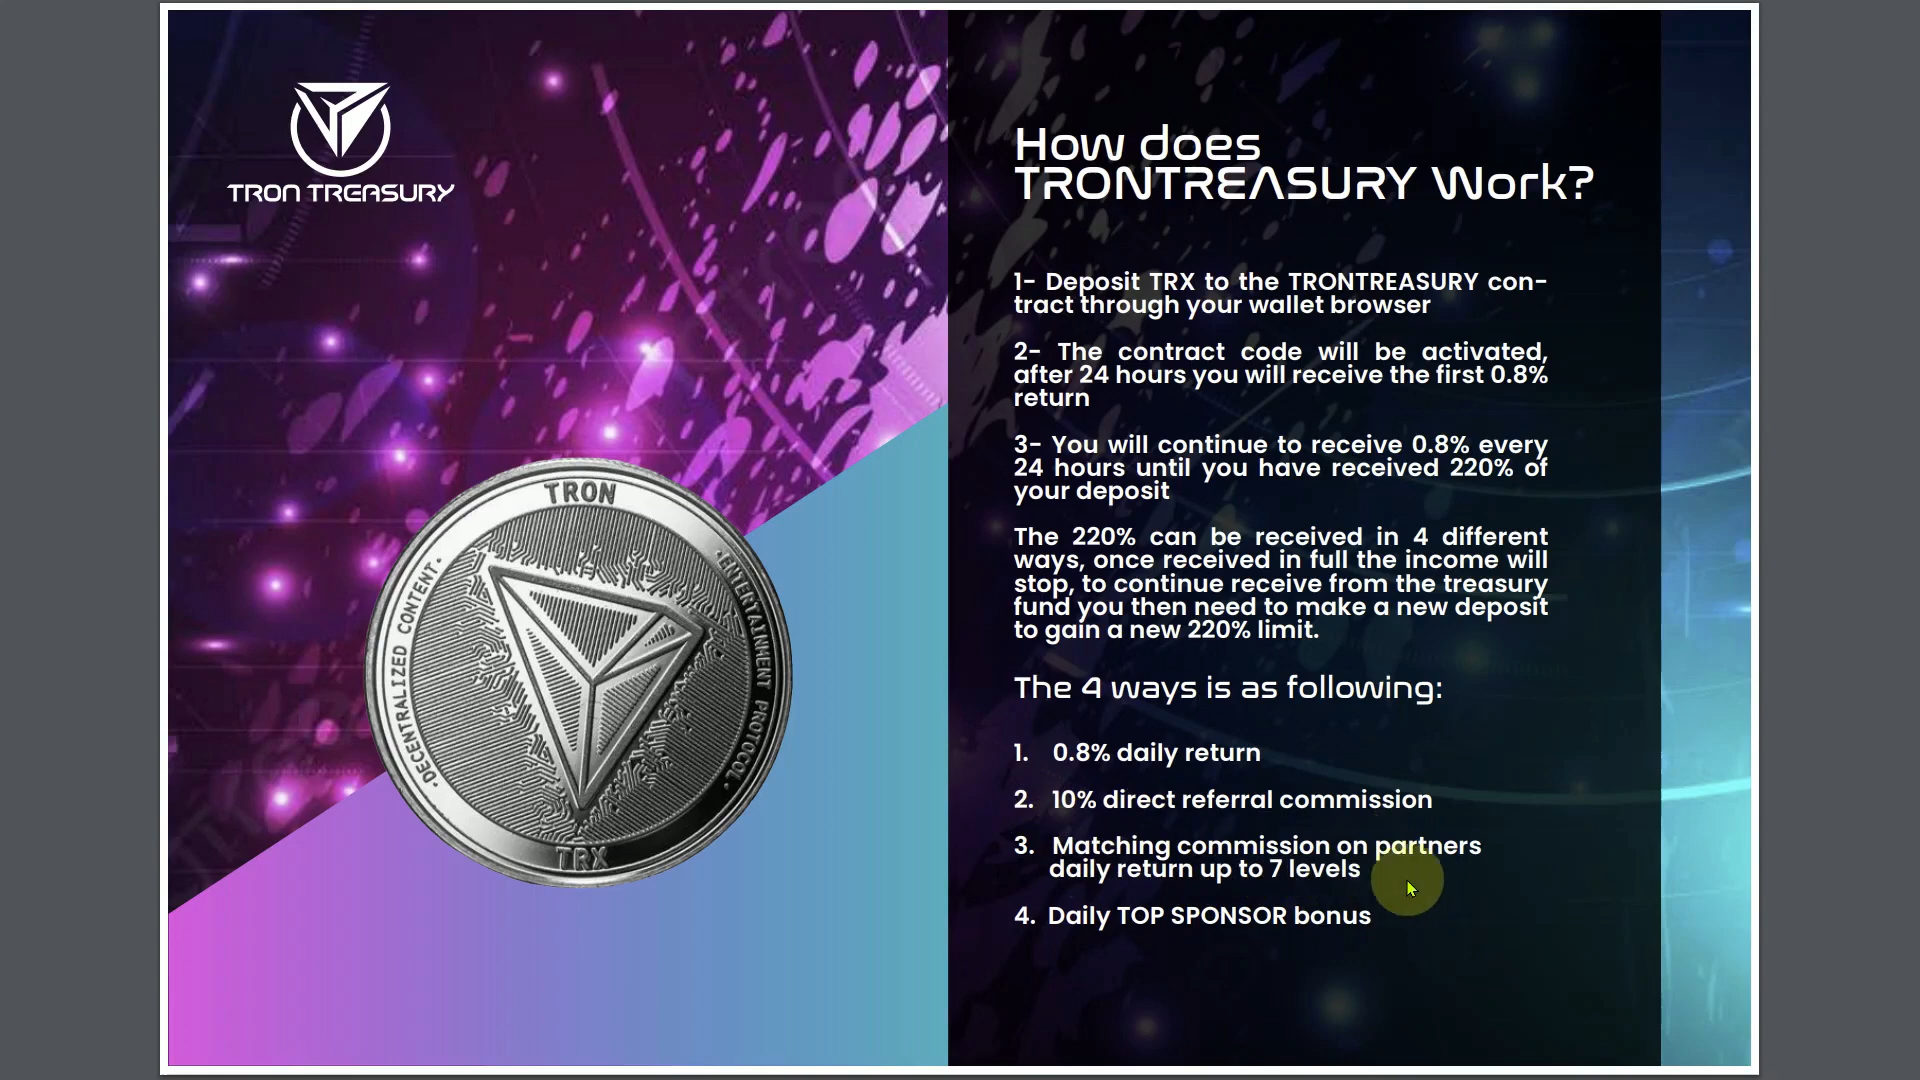 TRON TREASURY
TRON
DECENTRALIZED CONTENT
ENTERTAINMENT PROTOCOL
TRX
How does
TRONTREASURY Work?
1- Deposit TRX to the TRONTREASURY con-
tract through your wallet browser
2- The contract code will be activated,
after 24 hours you will receive the first 0.8%
return
3- You will continue to receive 0.8% every
24 hours until you have received 220% of
your deposit
The 220% can be received in 4 different
ways, once received in full the income will
stop, to continue receive from the treasury
fund you then need to make a new deposit
to gain a new 220% limit.
The 4 ways is as following:
1. 0.8% daily return
2. 10% direct referral commission
3. Matching commission on partners
daily return up to 7 levels
4. Daily TOP SPONSOR bonus